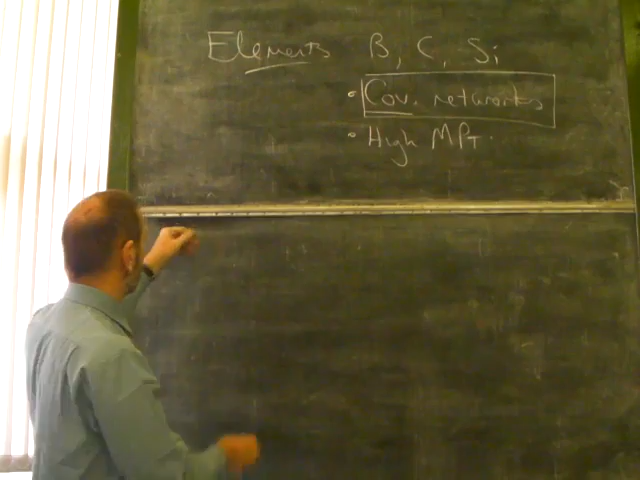 Elements B, C, Si
• Cov. networks
• High MPT.